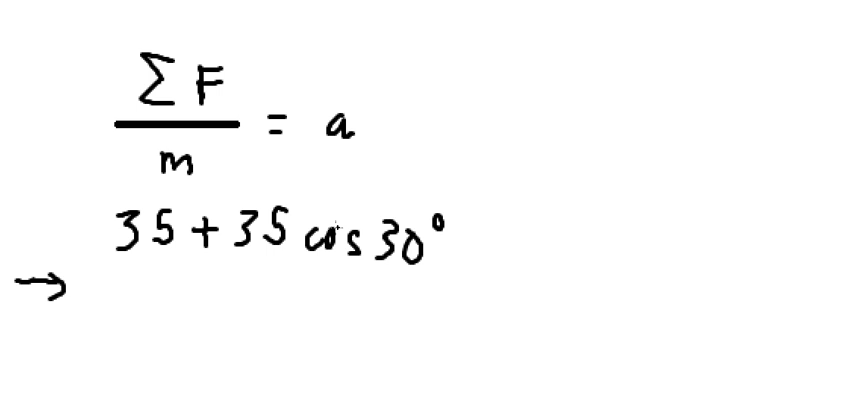 ΣF
— = a
m
35 + 35 cos 30°
→